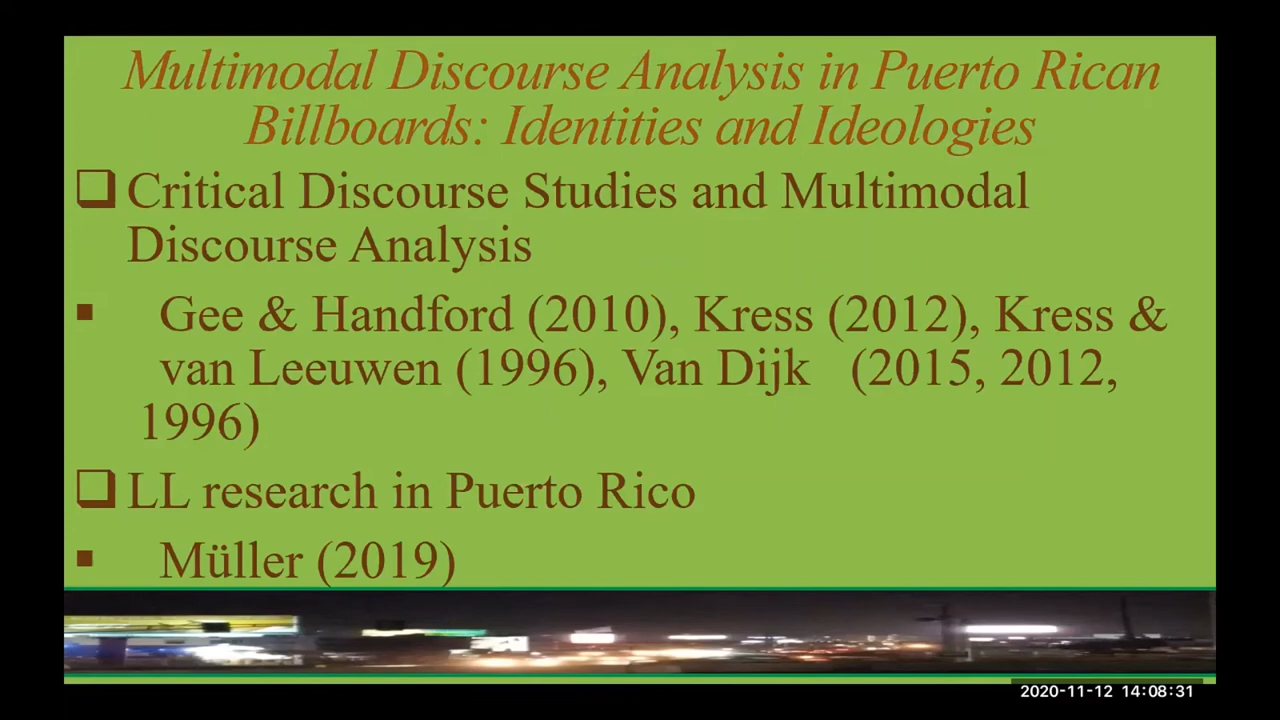 Multimodal Discourse Analysis in Puerto Rican
Billboards: Identities and Ideologies
Critical Discourse Studies and Multimodal
Discourse Analysis
Gee & Handford (2010), Kress (2012), Kress &
van Leeuwen (1996), Van Dijk (2015, 2012,
1996)
LL research in Puerto Rico
Müller (2019)
2020-11-12 14:08:31